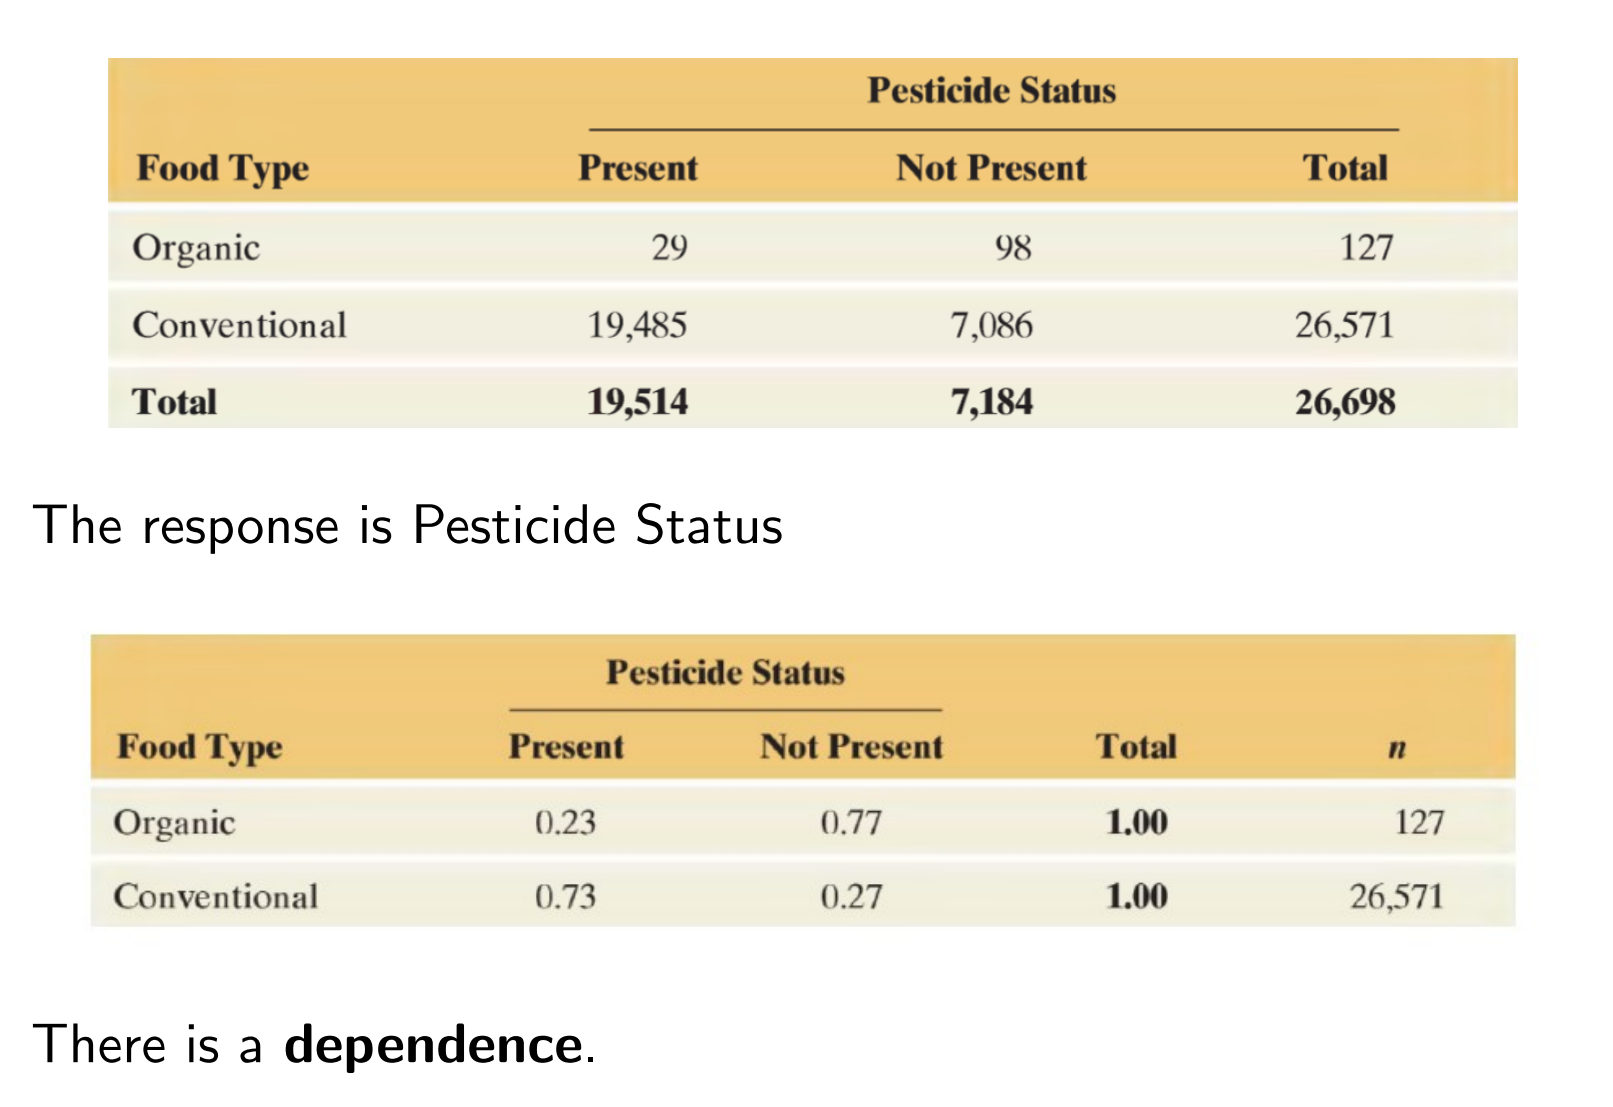 Pesticide Status
Food Type Present Not Present Total
Organic 29 98 127
Conventional 19,485 7,086 26,571
Total 19,514 7,184 26,698
The response is Pesticide Status
Pesticide Status
Food Type Present Not Present Total n
Organic 0.23 0.77 1.00 127
Conventional 0.73 0.27 1.00 26,571
There is a dependence.